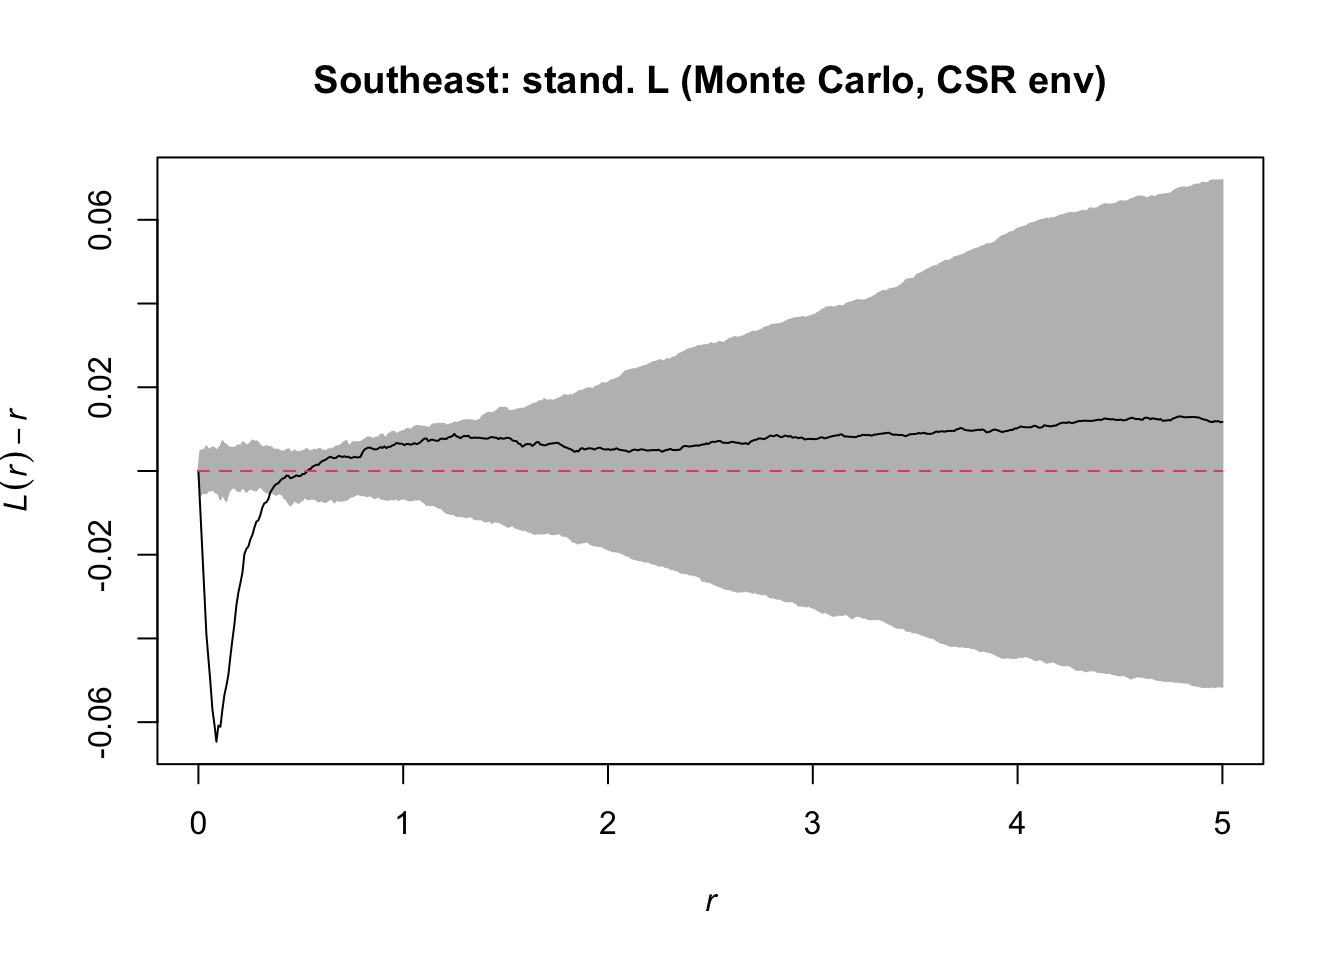 Southeast: stand. L (Monte Carlo, CSR env)
0.06
0.02
-0.02
-0.06
L(r) − r
0 1 2 3 4 5
r